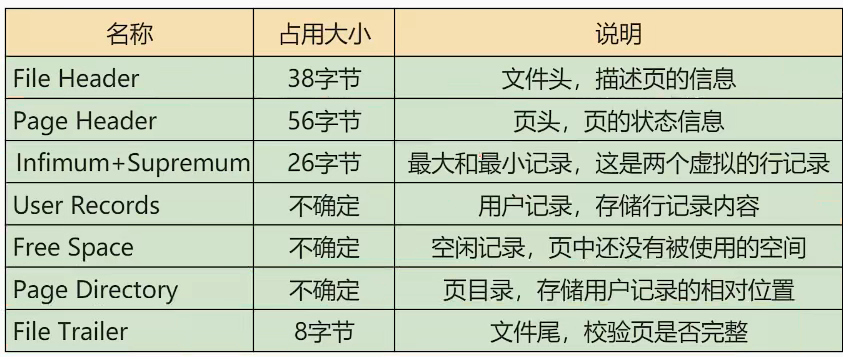 名称 占用大小 说明
File Header 38字节 文件头，描述页的信息
Page Header 56字节 页头，页的状态信息
Infimum+Supremum 26字节 最大和最小记录，这是两个虚拟的行记录
User Records 不确定 用户记录，存储行记录内容
Free Space 不确定 空闲记录，页中还没有被使用的空间
Page Directory 不确定 页目录，存储用户记录的相对位置
File Trailer 8字节 文件尾，校验页是否完整